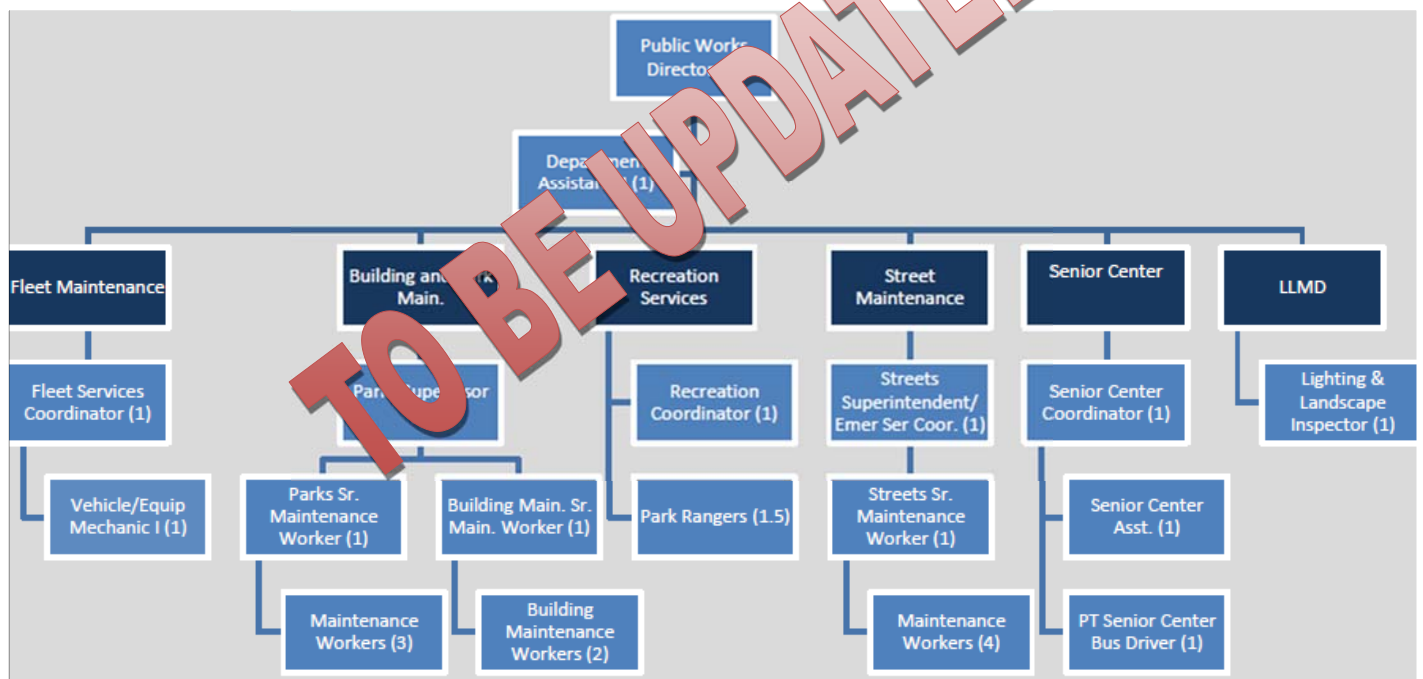 Public Works
TO BE UPDATED
Assistant (1)
Fleet Maintenance
Main.
Recreation
Services
Street
Maintenance
Senior Center
LLMD
Fleet Services
Coordinator (1)
Recreation
Coordinator (1)
Streets
Superintendent/
Emer Ser Coor. (1)
Senior Center
Coordinator (1)
Lighting &
Landscape
Inspector (1)
Vehicle/Equip
Mechanic I (1)
Parks Sr.
Maintenance
Worker (1)
Building Main. Sr.
Main. Worker (1)
Park Rangers (1.5)
Streets Sr.
Maintenance
Worker (1)
Senior Center
Asst. (1)
Maintenance
Workers (3)
Building
Maintenance
Workers (2)
Maintenance
Workers (4)
PT Senior Center
Bus Driver (1)